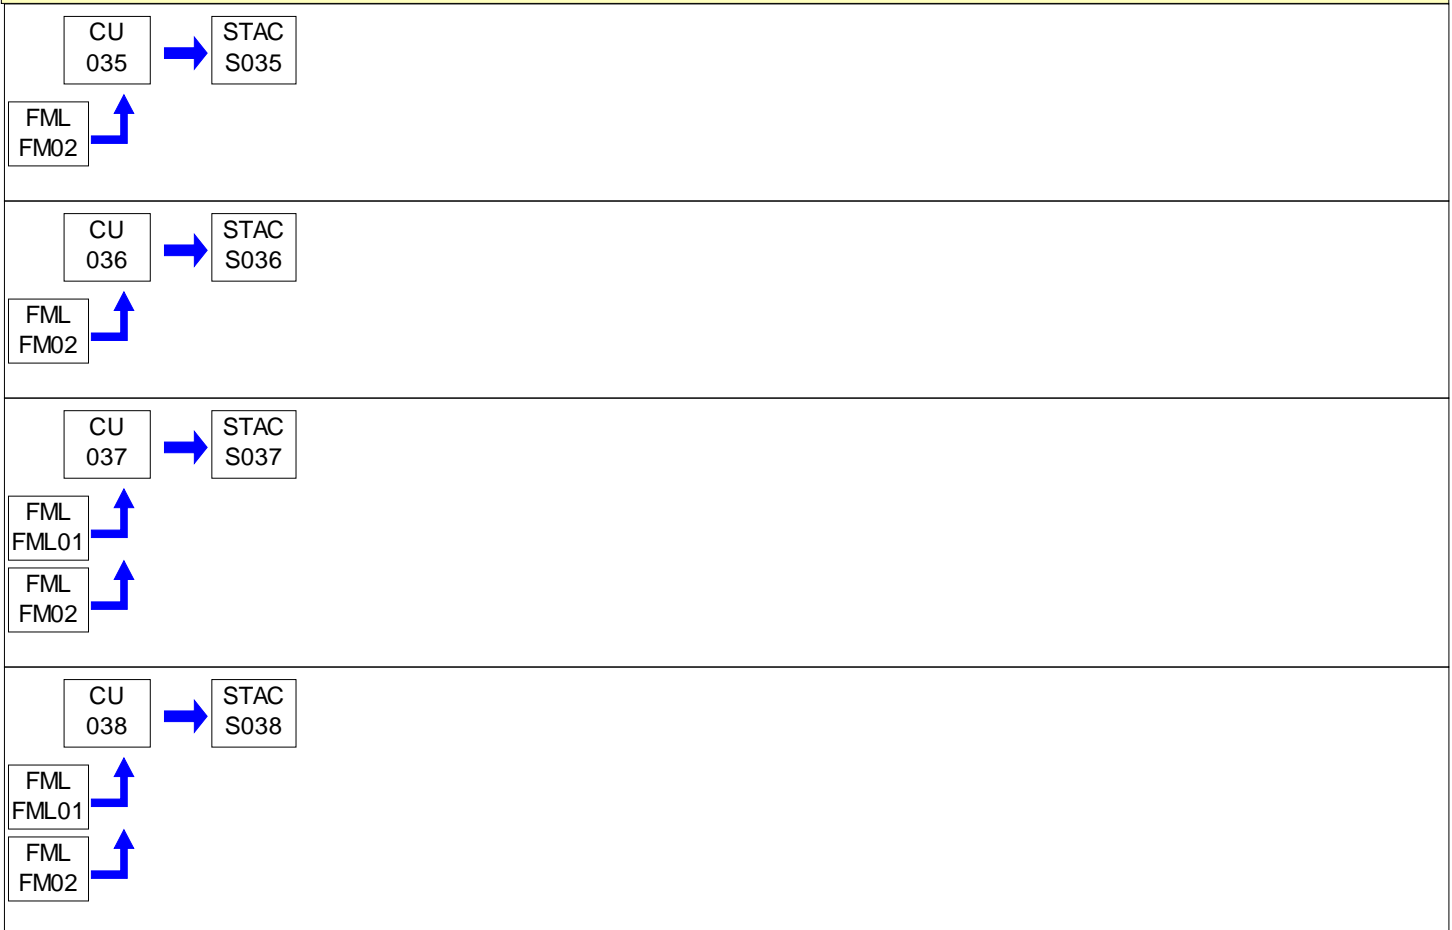 CU
035
STAC
S035
FML
FM02
CU
036
STAC
S036
FML
FM02
CU
037
STAC
S037
FML
FML01
FML
FM02
CU
038
STAC
S038
FML
FML01
FML
FM02